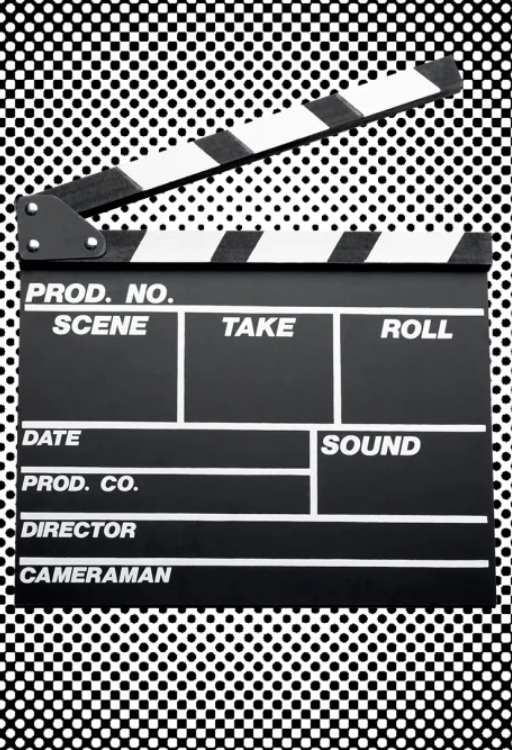 PROD. NO.
SCENE TAKE ROLL
DATE
SOUND
PROD. CO.
DIRECTOR
CAMERAMAN